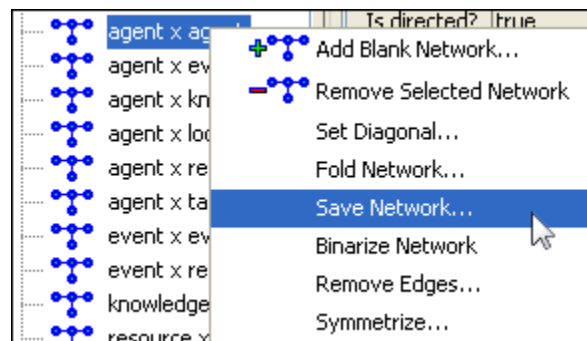 agent x agent
Is directed? true
Add Blank Network...
agent x ev
Remove Selected Network
agent x kn
agent x loc
Set Diagonal...
agent x re
Fold Network...
agent x ta
Save Network...
event x ev
Binarize Network
event x re
Remove Edges...
knowledge
Symmetrize...
resource x